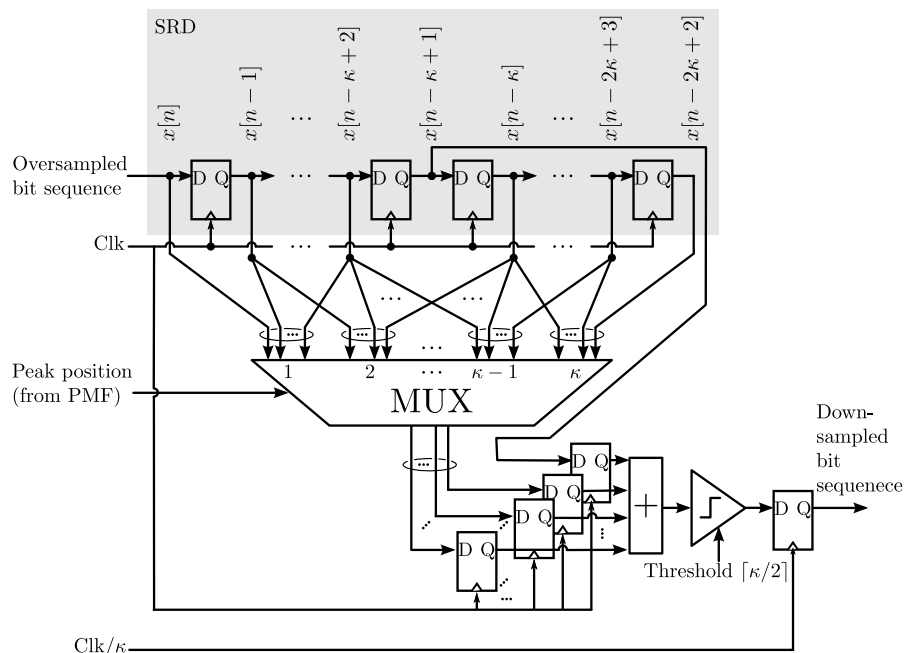 SRD
x[n]
x[n − 1]
...
x[n − κ + 2]
x[n − κ + 1]
x[n − κ]
...
x[n − 2κ + 3]
x[n − 2κ + 2]
Oversampled
bit sequence
D Q
...
D Q
D Q
...
D Q
Clk
...
...
... ...
... ... ... ... ...
Peak position
(from PMF)
1 2 ... κ − 1 κ
MUX
...
D Q
D Q
D Q
D Q
...
...
...
...
+
Threshold ⌈κ/2⌉
D Q
Down-
sampled
bit
sequenece
Clk/κ